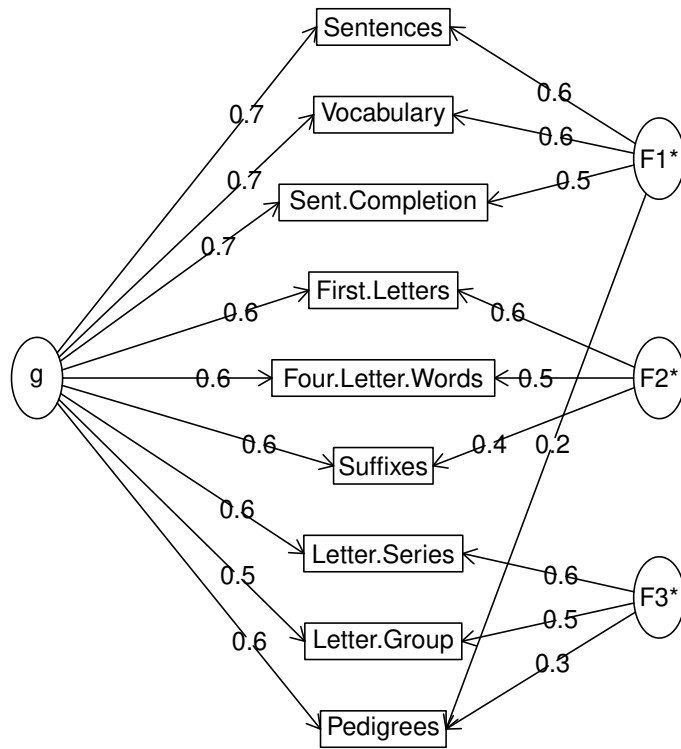 Sentences
0.6
0.7
Vocabulary
0.6
F1*
0.7
Sent.Completion
0.5
0.7
First.Letters
0.6
0.6
g
0.6
Four.Letter.Words
0.5
F2*
0.6
Suffixes
0.4
0.2
0.6
Letter.Series
0.6
F3*
0.5
Letter.Group
0.5
0.6
0.3
Pedigrees